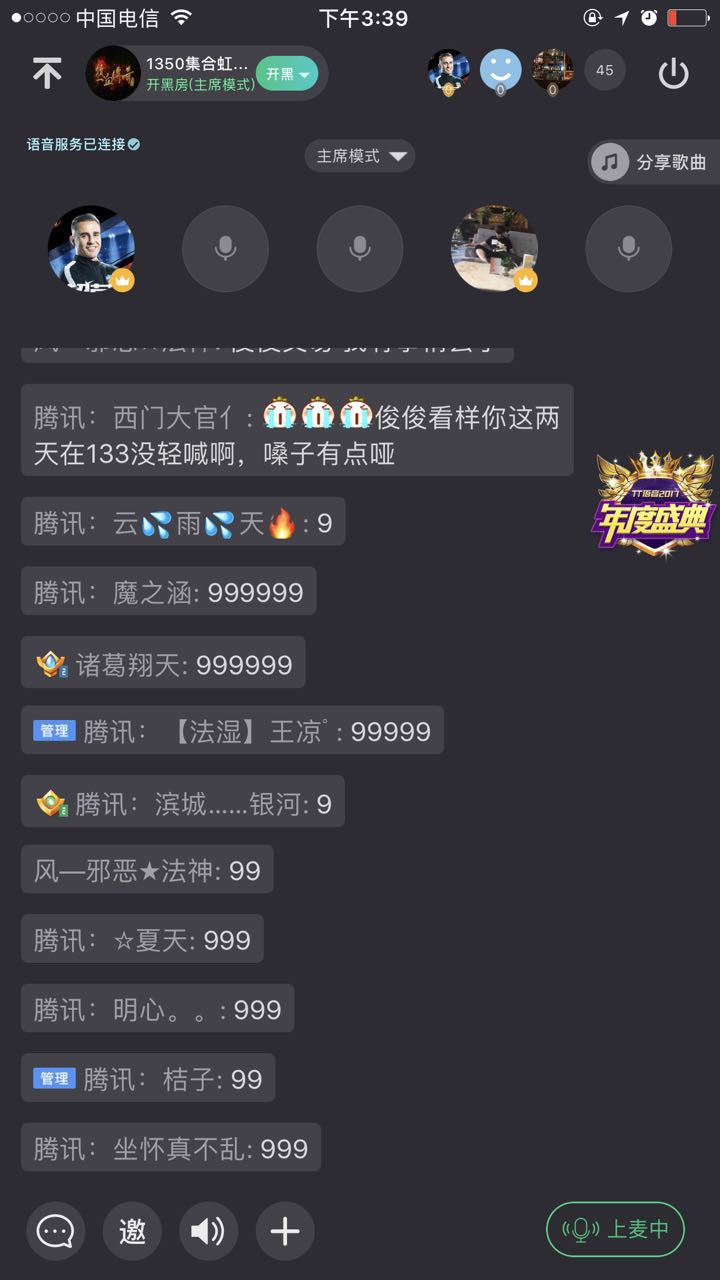 中国电信
下午3:39
1350集合虹...
开黑房(主席模式)
开黑
0
0
0
45
语音服务已连接
主席模式
分享歌曲
腾讯：西门大官亻: 😭😭😭俊俊看样你这两
天在133没轻喊啊，嗓子有点哑
TT语音2017
年度盛典
腾讯：云💦雨💦天🔥: 9
腾讯：魔之涵: 999999
2 诸葛翔天: 999999
管理 腾讯：【法湿】王凉゜: 99999
2 腾讯：滨城……银河: 9
风—邪恶★法神: 99
腾讯：☆夏天: 999
腾讯：明心。。: 999
管理 腾讯：桔子: 99
腾讯：坐怀真不乱: 999
邀
上麦中